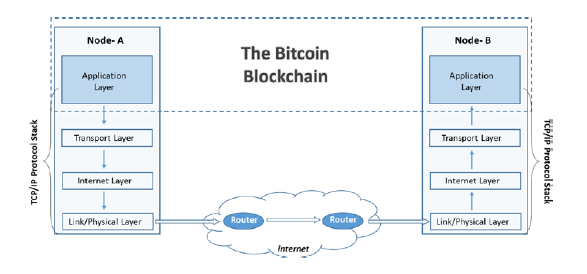 Node- A
The Bitcoin
Blockchain
Node- B
Application
Layer
Application
Layer
TCP/IP Protocol Stack
TCP/IP Protocol Stack
Transport Layer
Transport Layer
Internet Layer
Internet Layer
Link/Physical Layer
Router
Router
Link/Physical Layer
Internet